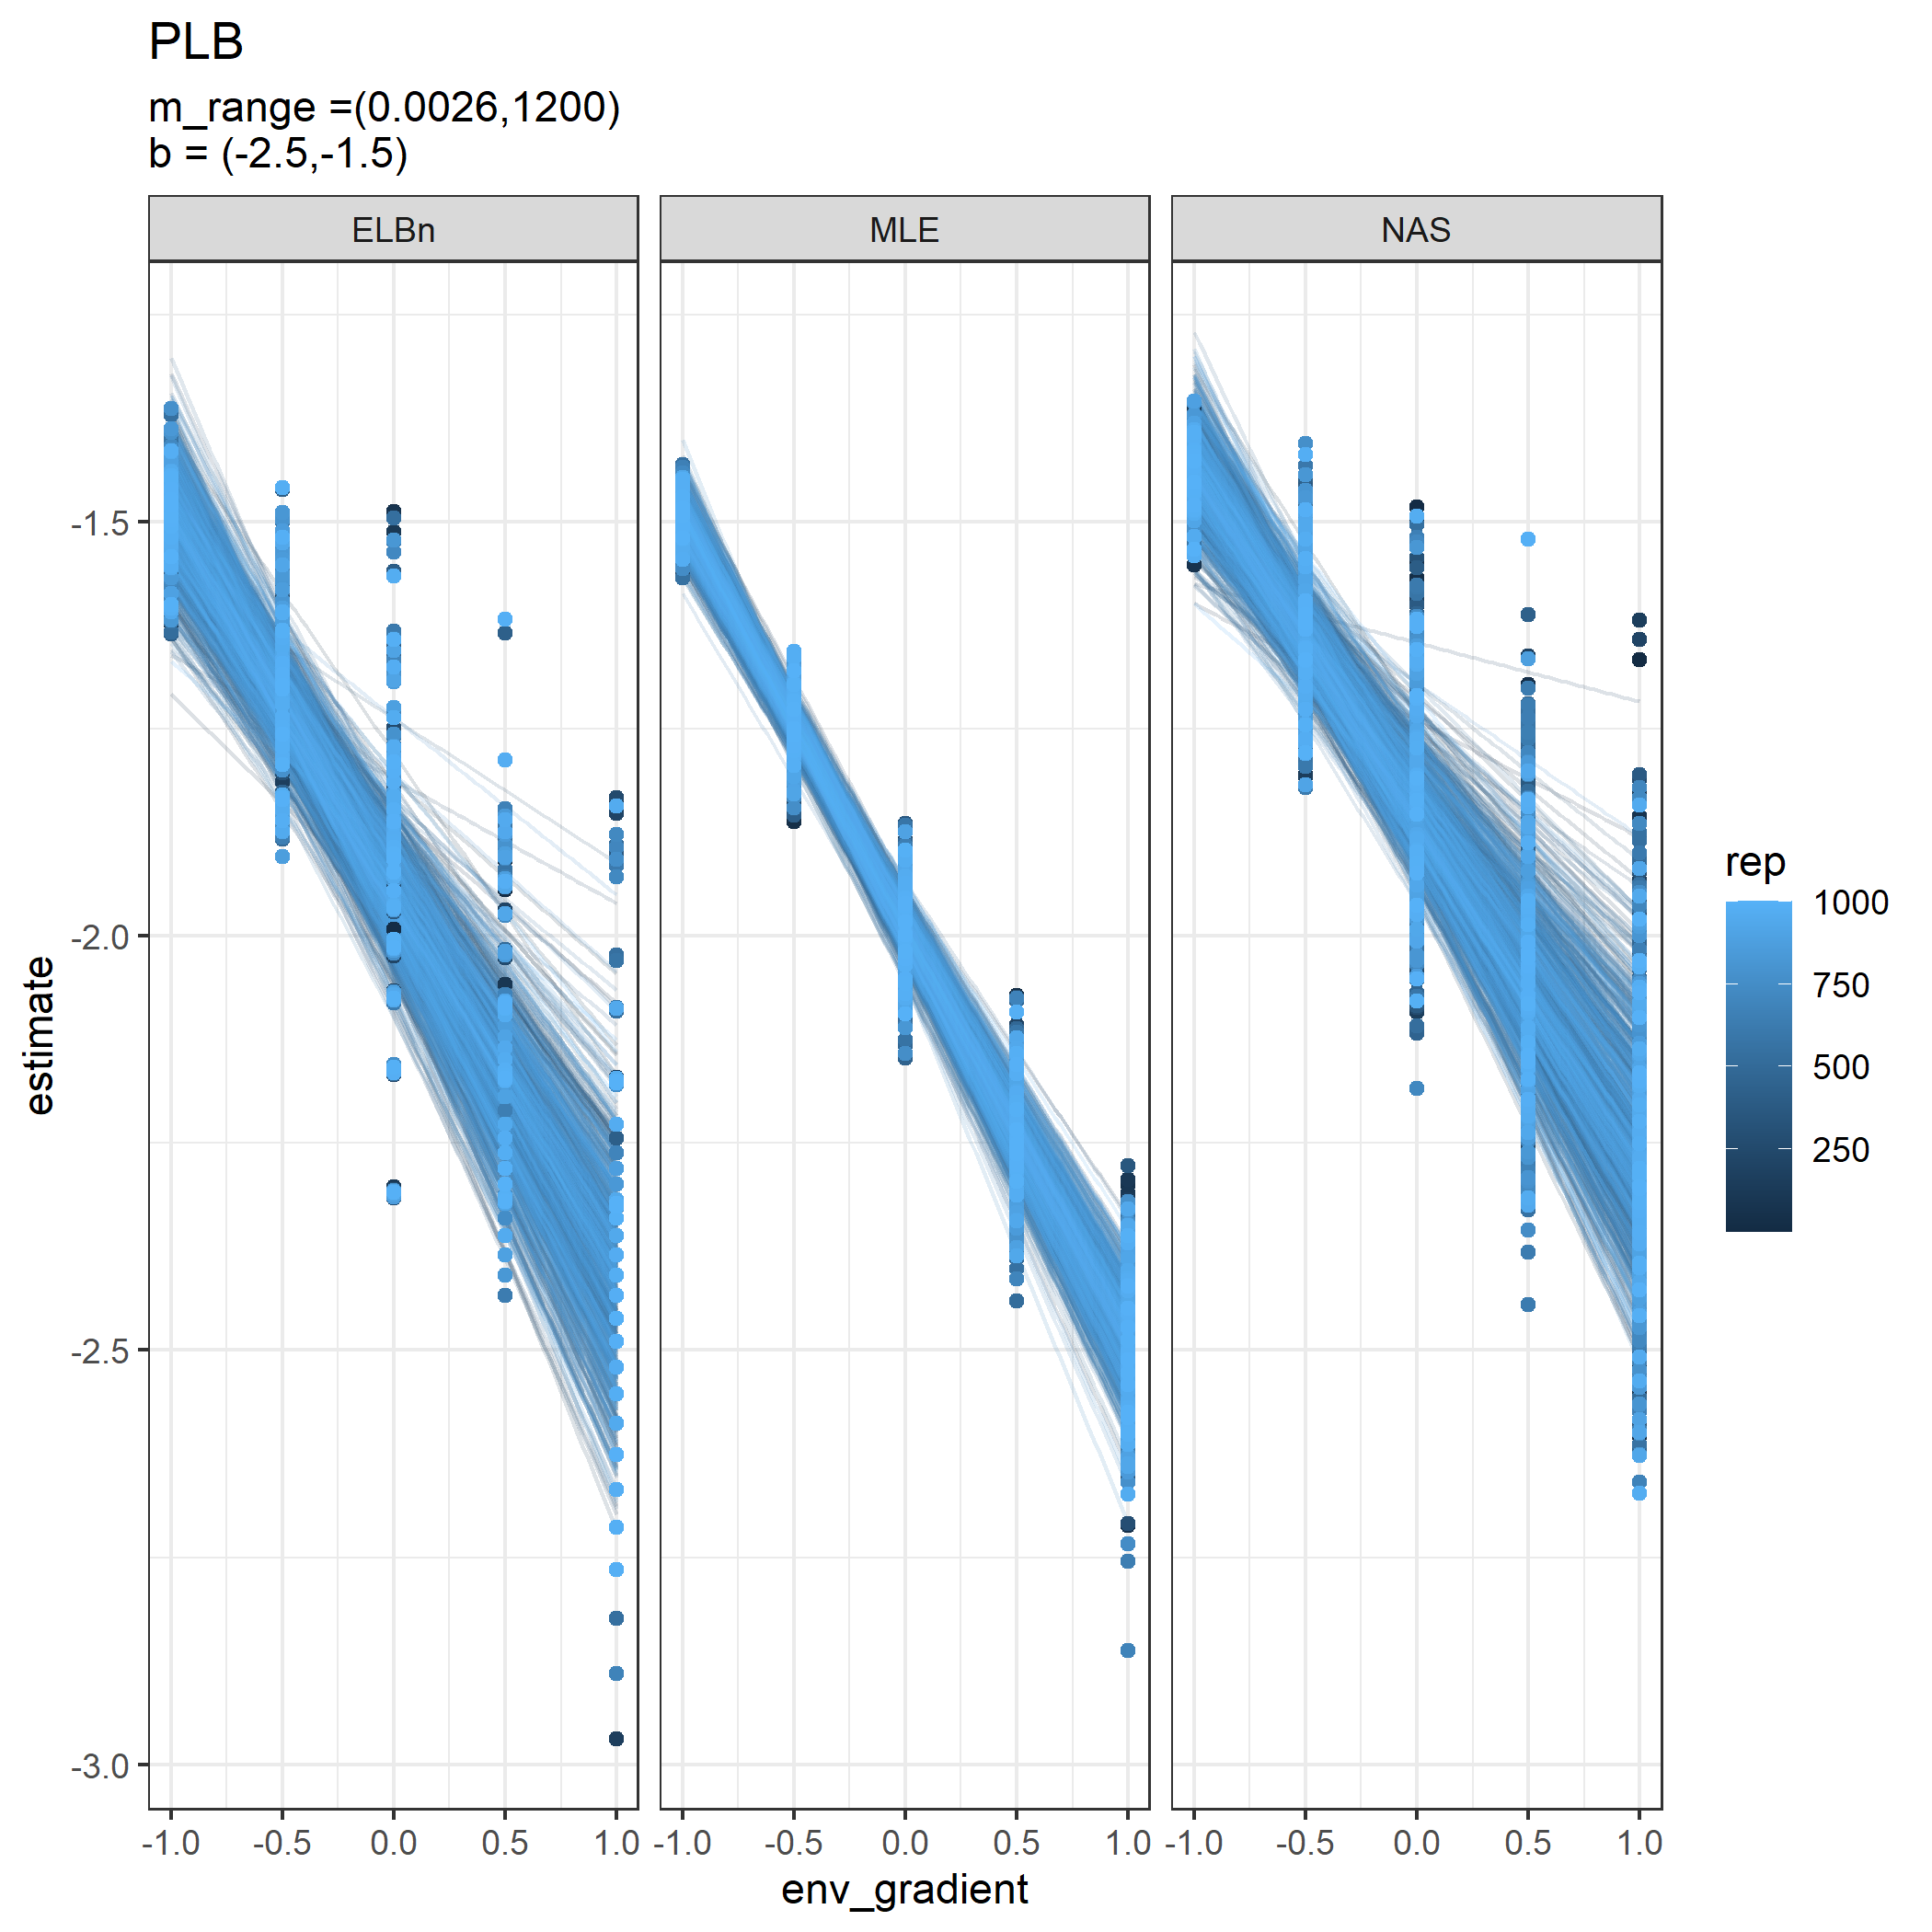 PLB
m_range =(0.0026,1200)
b = (-2.5,-1.5)
ELBn MLE NAS
-1.5
-2.0
-2.5
-3.0
estimate
-1.0 -0.5 0.0 0.5 1.0 -1.0 -0.5 0.0 0.5 1.0 -1.0 -0.5 0.0 0.5 1.0
env_gradient
rep
1000
750
500
250